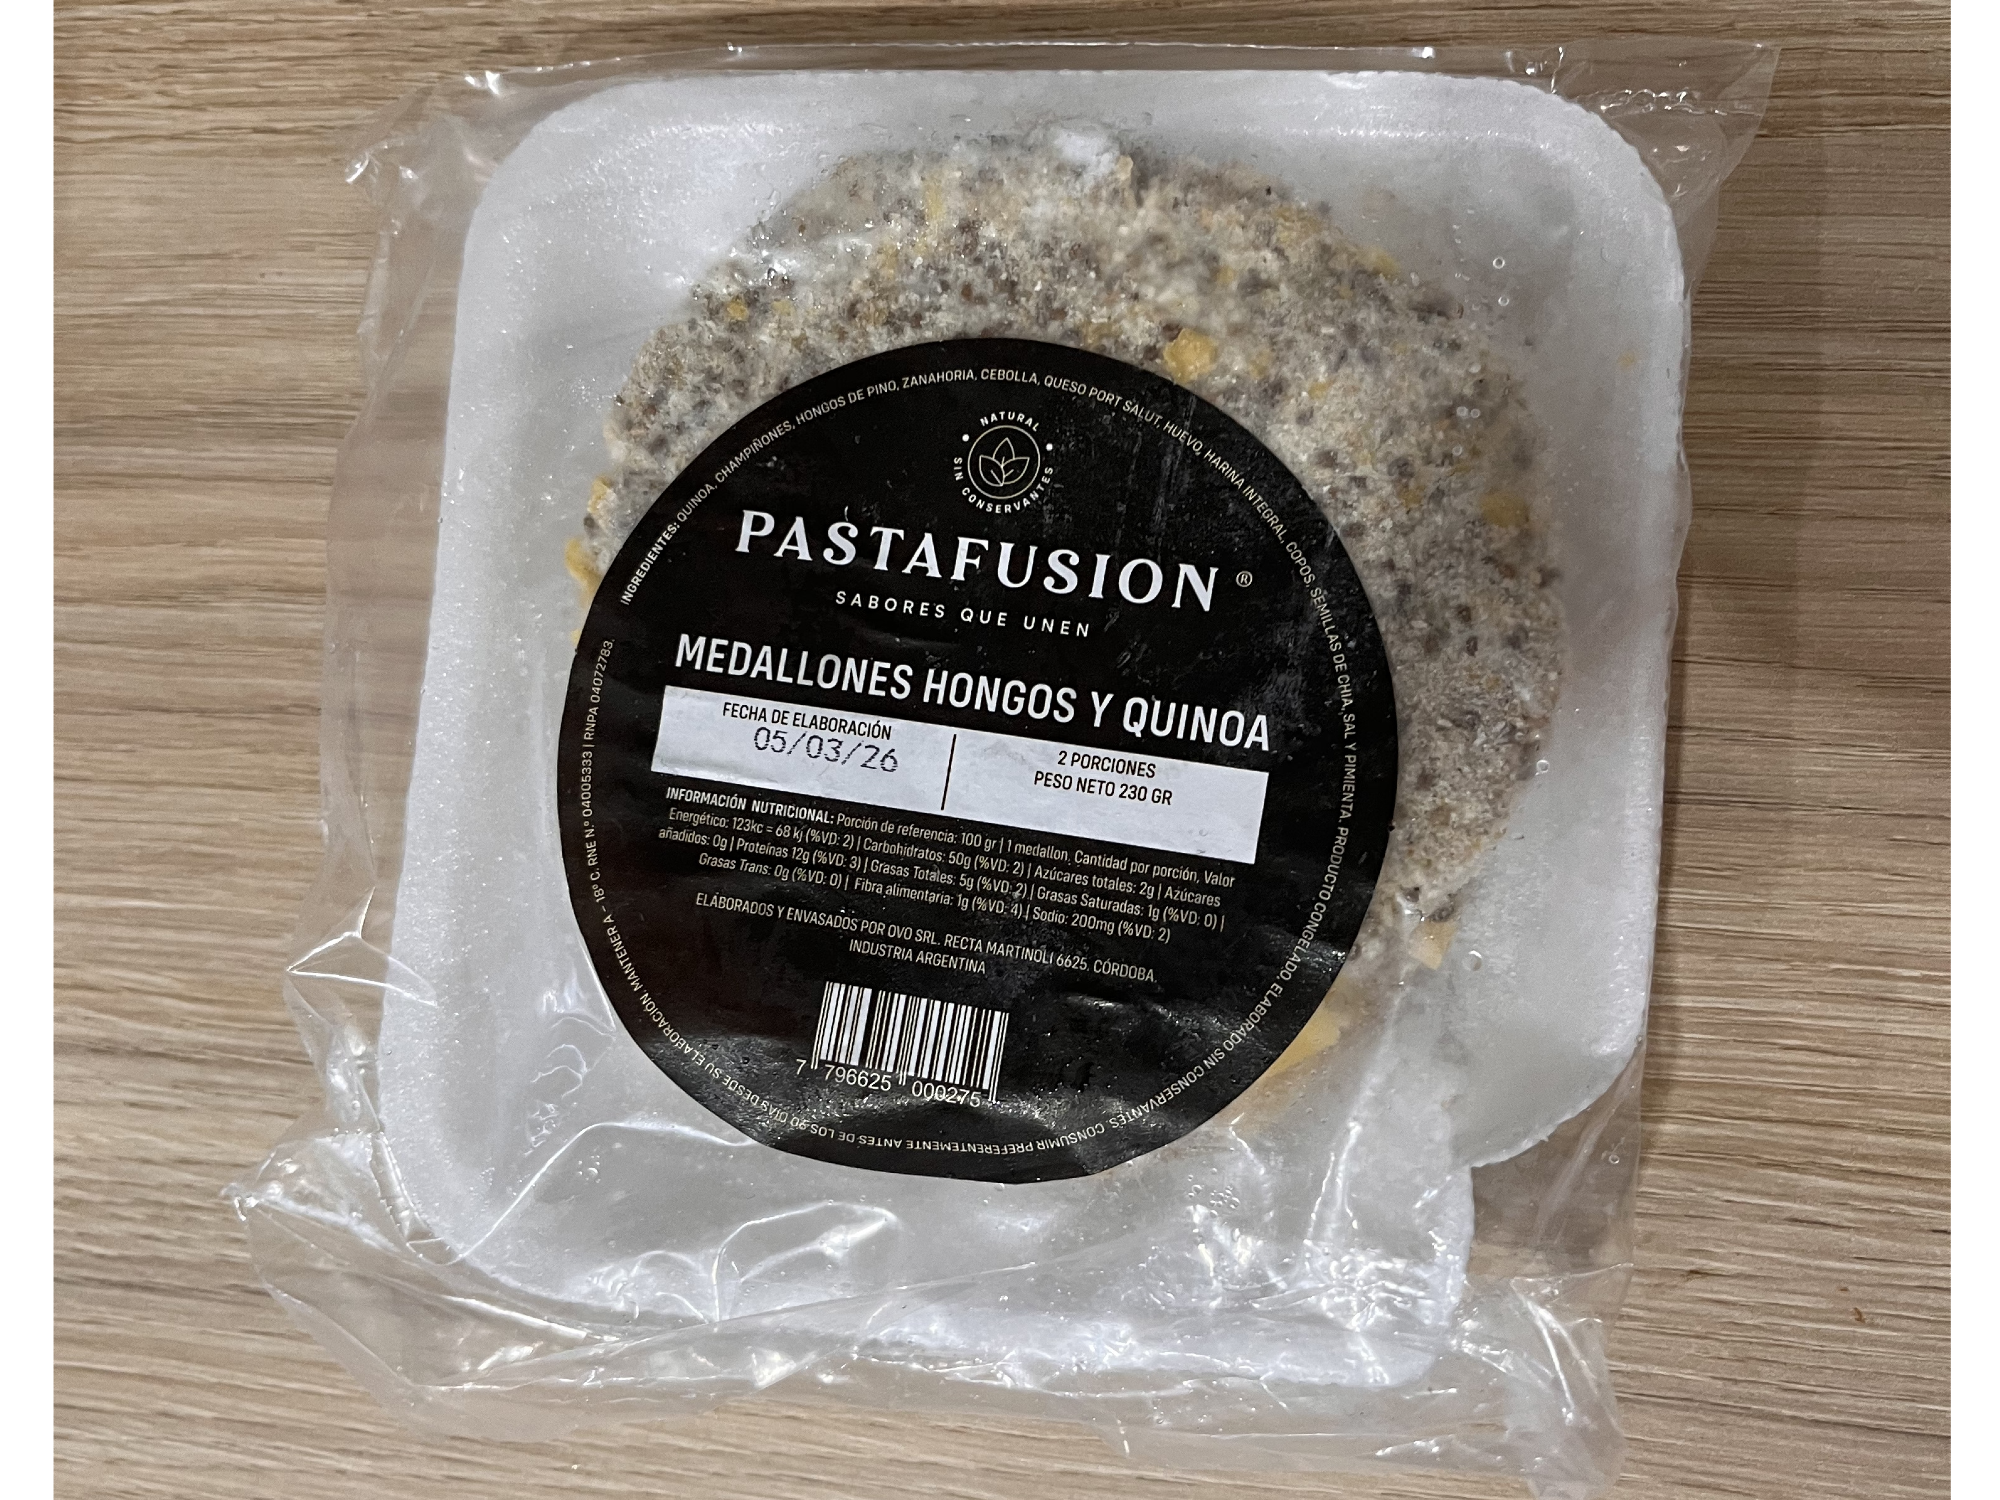 INGREDIENTES: QUINOA, CHAMPIÑONES, HONGOS DE PINO, ZANAHORIA, CEBOLLA, QUESO PORT SALUT, HUEVO, HARINA INTEGRAL, COPOS, SEMILLAS DE CHIA, SAL Y PIMIENTA. PRODUCTO CONGELADO. ELABORADO SIN CONSERVANTES. CONSUMIR PREFERENTEMENTE ANTES DE LOS 90 DÍAS DESDE SU ELABORACIÓN. MANTENER A - 18° C. RNE N.° 04005333 | RNPA 04072783.
NATURAL
SIN CONSERVANTES
PASTAFUSION ®
SABORES QUE UNEN
MEDALLONES HONGOS Y QUINOA
FECHA DE ELABORACIÓN
05/03/26
2 PORCIONES
PESO NETO 230 GR
INFORMACIÓN NUTRICIONAL: Porción de referencia: 100 gr | 1 medallon. Cantidad por porción. Valor
Energético: 123kc = 68 kj (%VD: 2) | Carbohidratos: 50g (%VD: 2) | Azúcares totales: 2g | Azúcares
añadidos: 0g | Proteínas 12g (%VD: 3) | Grasas Totales: 5g (%VD: 2) | Grasas Saturadas: 1g (%VD: 0) |
Grasas Trans: 0g (%VD: 0) | Fibra alimentaria: 1g (%VD: 4) | Sodio: 200mg (%VD: 2)
ELABORADOS Y ENVASADOS POR OVO SRL. RECTA MARTINOLI 6625. CÓRDOBA.
INDUSTRIA ARGENTINA
7 796625 000275